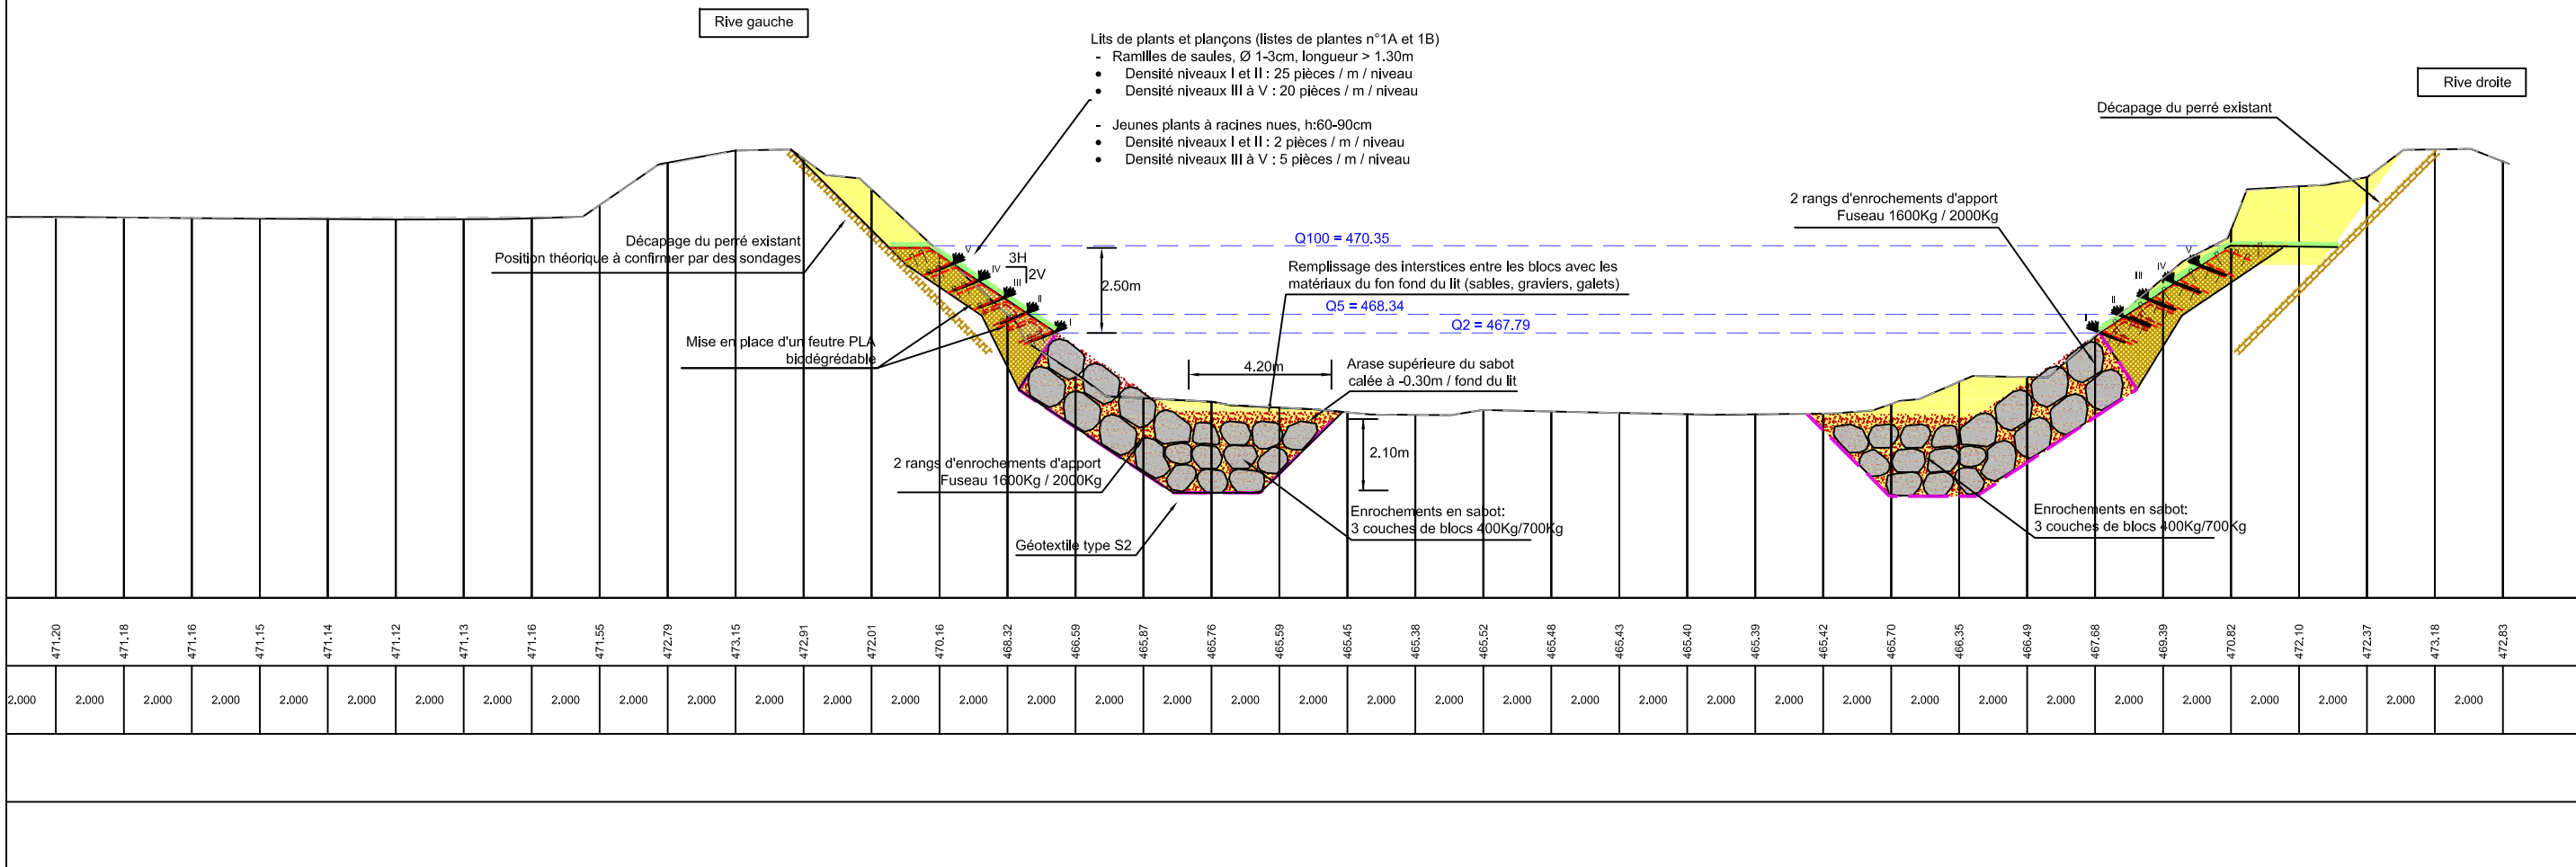 Rive gauche
Lits de plants et plançons (listes de plantes n°1A et 1B)
- Ramilles de saules, Ø 1-3cm, longueur > 1.30m
• Densité niveaux I et II : 25 pièces / m / niveau
• Densité niveaux III à V : 20 pièces / m / niveau
- Jeunes plants à racines nues, h:60-90cm
• Densité niveaux I et II : 2 pièces / m / niveau
• Densité niveaux III à V : 5 pièces / m / niveau
Rive droite
Décapage du perré existant
2 rangs d'enrochements d'apport
Fuseau 1600Kg / 2000Kg
Décapage du perré existant
Position théorique à confirmer par des sondages
Q100 = 470.35
3H
2V
2.50m
Remplissage des interstices entre les blocs avec les
matériaux du fon fond du lit (sables, graviers, galets)
Q5 = 468.34
Q2 = 467.79
V
IV
III
II
I
V
IV
III
II
I
Mise en place d'un feutre PLA
biodégrédable
4.20m
Arase supérieure du sabot
calée à -0.30m / fond du lit
2.10m
2 rangs d'enrochements d'apport
Fuseau 1600Kg / 2000Kg
Enrochements en sabot:
3 couches de blocs 400Kg/700Kg
Géotextile type S2
Enrochements en sabot:
3 couches de blocs 400Kg/700Kg
471.20 471.18 471.16 471.15 471.14 471.12 471.13 471.16 471.55 472.79 473.15 472.91 472.01 470.16 468.32 466.59 465.87 465.76 465.59 465.45 465.38 465.52 465.48 465.43 465.40 465.39 465.42 465.70 466.35 466.49 467.68 469.39 470.82 472.10 472.37 473.18 472.83
2.000 2.000 2.000 2.000 2.000 2.000 2.000 2.000 2.000 2.000 2.000 2.000 2.000 2.000 2.000 2.000 2.000 2.000 2.000 2.000 2.000 2.000 2.000 2.000 2.000 2.000 2.000 2.000 2.000 2.000 2.000 2.000 2.000 2.000 2.000 2.000 2.000